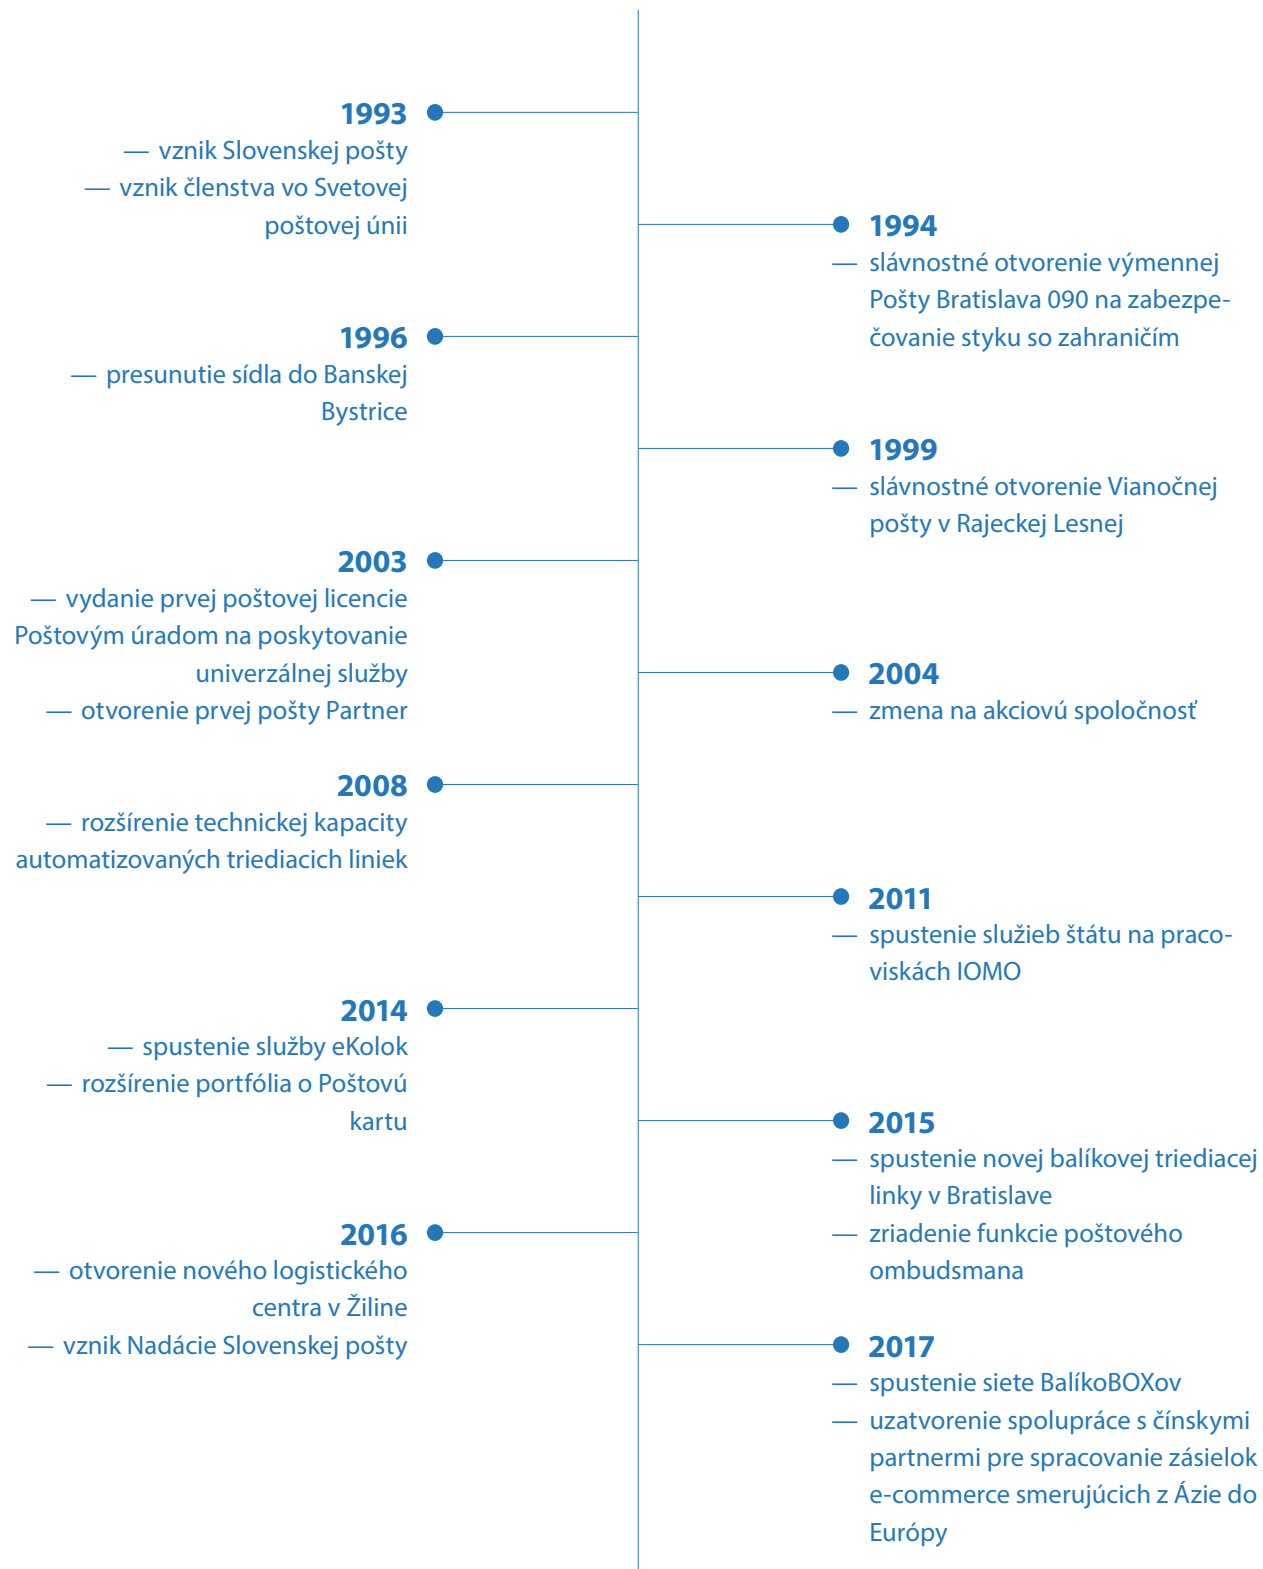 1993
— vznik Slovenskej pošty
— vznik členstva vo Svetovej
poštovej únii
1994
— slávnostné otvorenie výmennej
Pošty Bratislava 090 na zabezpe-
čovanie styku so zahraničím
1996
— presunutie sídla do Banskej
Bystrice
1999
— slávnostné otvorenie Vianočnej
pošty v Rajeckej Lesnej
2003
— vydanie prvej poštovej licencie
Poštovým úradom na poskytovanie
univerzálnej služby
— otvorenie prvej pošty Partner
2004
— zmena na akciovú spoločnosť
2008
— rozšírenie technickej kapacity
automatizovaných triediacich liniek
2011
— spustenie služieb štátu na praco-
viskách IOMO
2014
— spustenie služby eKolok
— rozšírenie portfólia o Poštovú
kartu
2015
— spustenie novej balíkovej triediacej
linky v Bratislave
— zriadenie funkcie poštového
ombudsmana
2016
— otvorenie nového logistického
centra v Žiline
— vznik Nadácie Slovenskej pošty
2017
— spustenie siete BalíkoBOXov
— uzatvorenie spolupráce s čínskymi
partnermi pre spracovanie zásielok
e-commerce smerujúcich z Ázie do
Európy